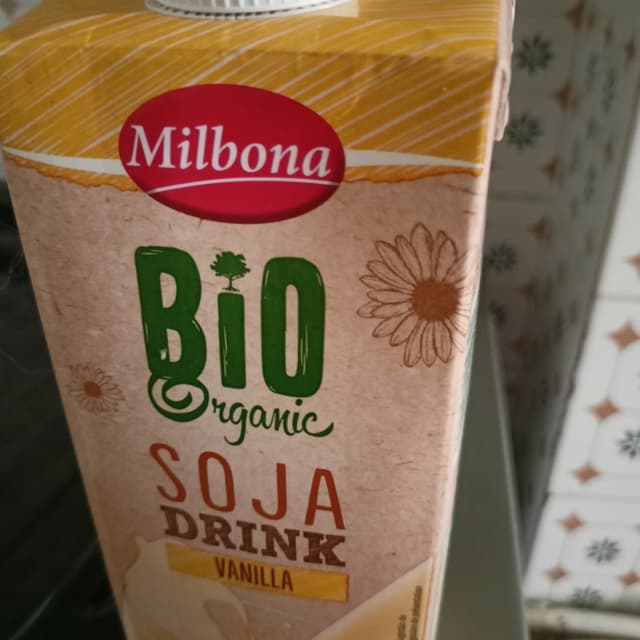 Milbona
BiO
Organic
SOJA
DRINK
VANILLA